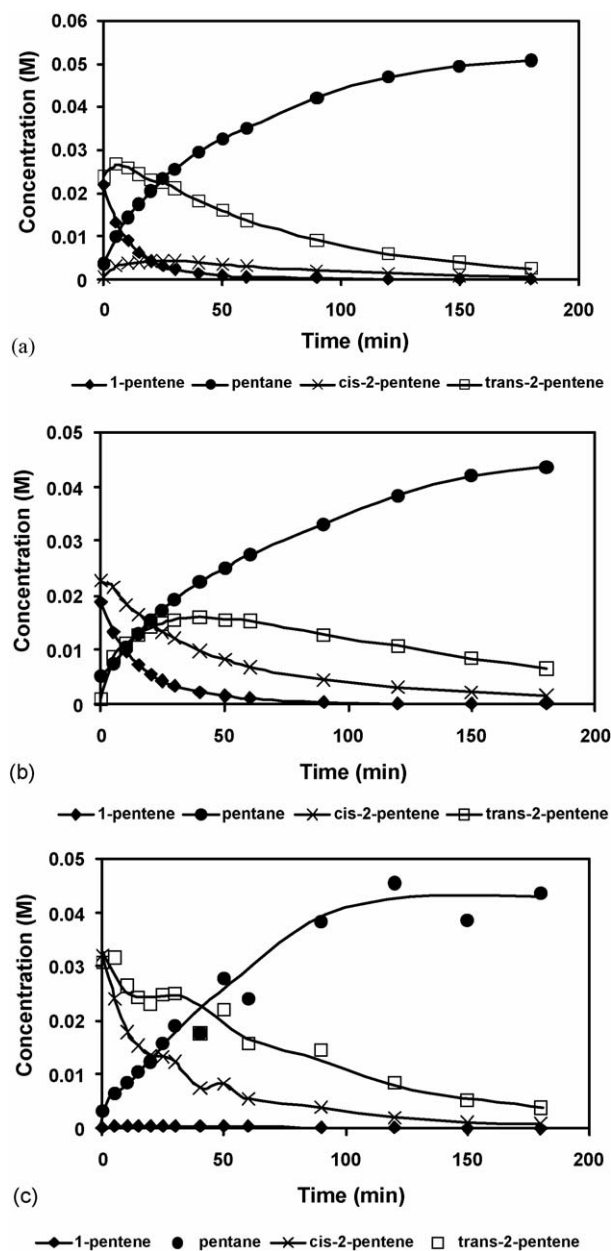 0.06
0.05
0.04
0.03
0.02
0.01
0
0 50 100 150 200
Concentration (M)
Time (min)
(a)
1-pentene pentane cis-2-pentene trans-2-pentene
0.05
0.04
0.03
0.02
0.01
0
0 50 100 150 200
Concentration (M)
Time (min)
(b)
1-pentene pentane cis-2-pentene trans-2-pentene
0.05
0.04
0.03
0.02
0.01
0
0 50 100 150 200
Concentration (M)
Time (min)
(c)
1-pentene pentane cis-2-pentene trans-2-pentene